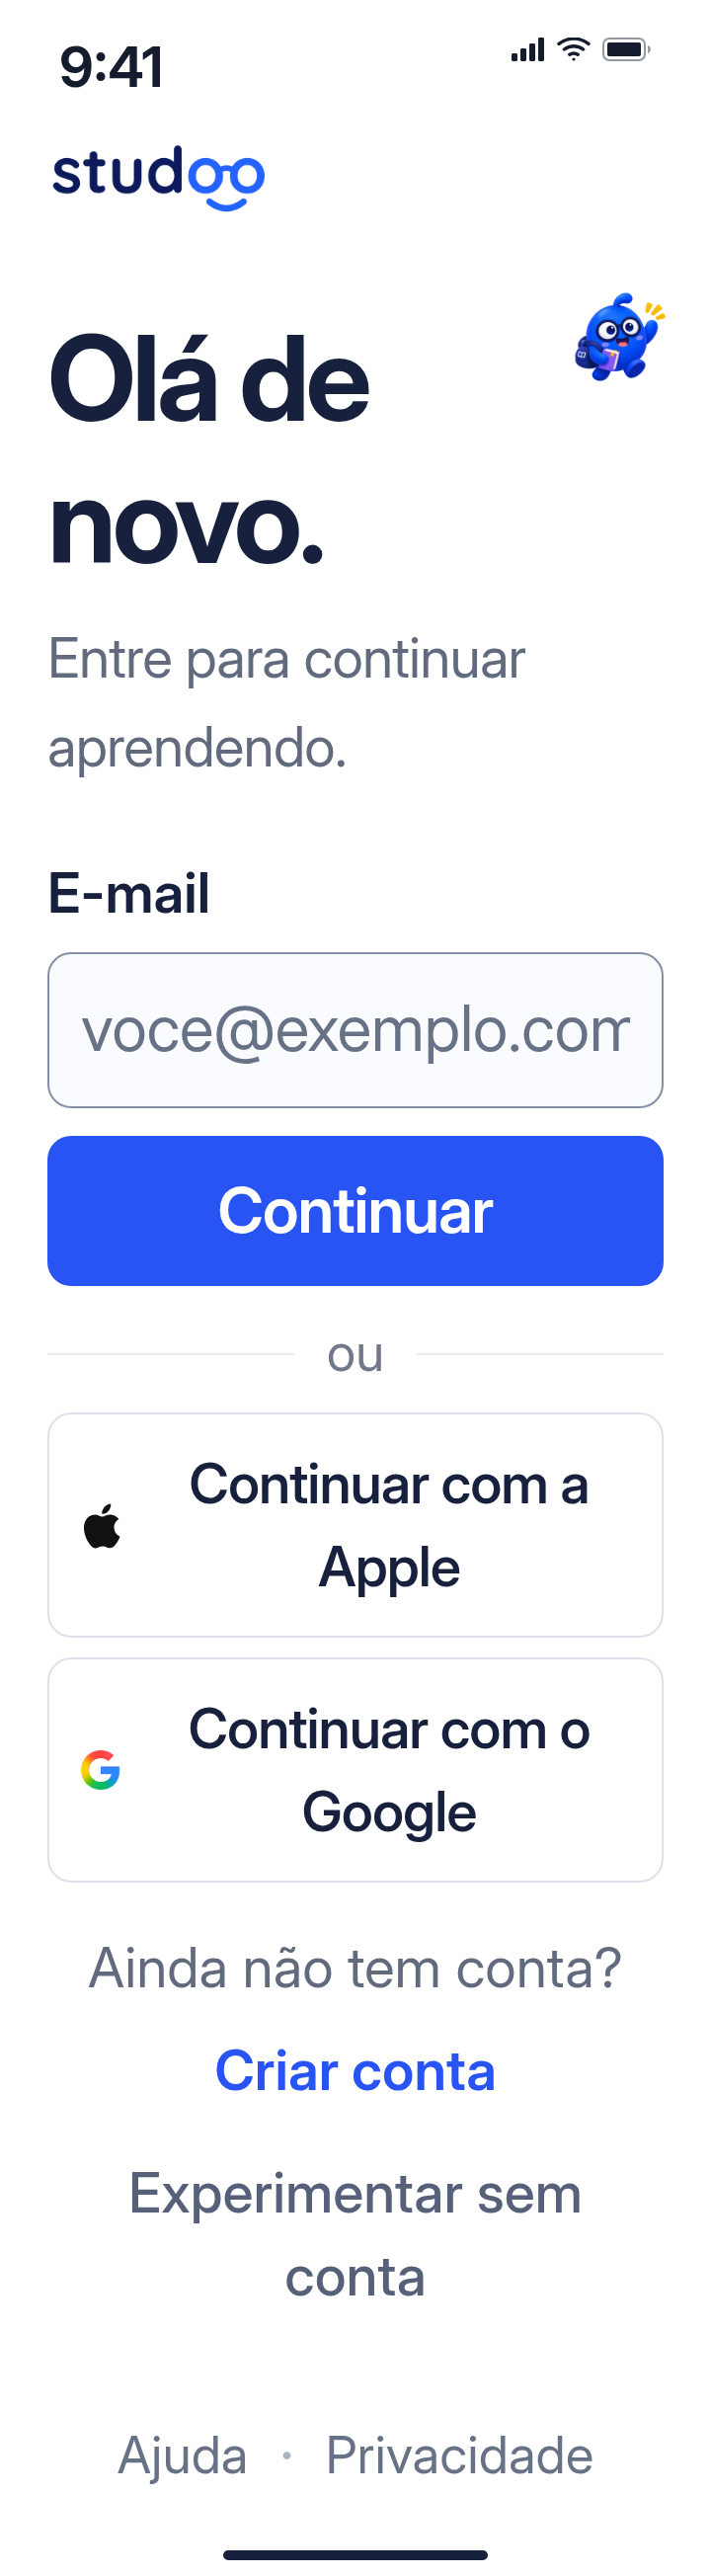 9:41
studoo
Olá de
novo.
Entre para continuar
aprendendo.
E-mail
voce@exemplo.com
Continuar
ou
Continuar com a
Apple
Continuar com o
Google
Ainda não tem conta?
Criar conta
Experimentar sem
conta
Ajuda · Privacidade